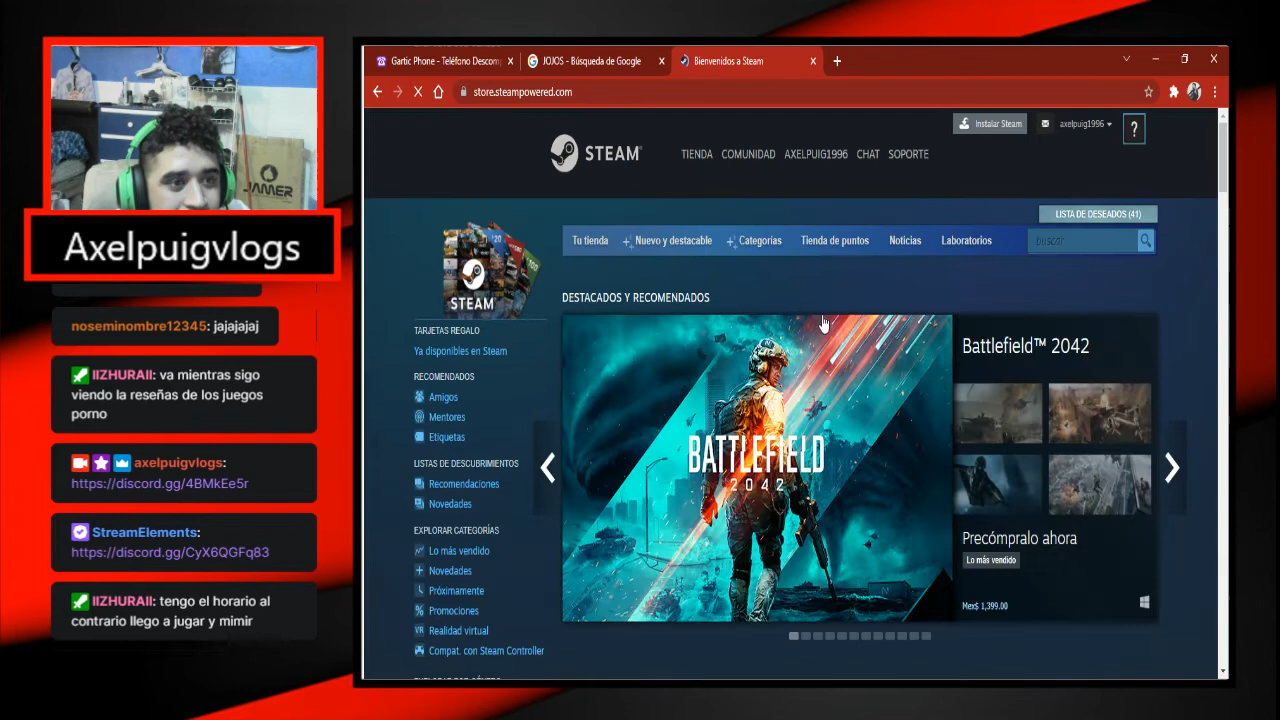 JAMER
Axelpuigvlogs
noseminombre12345: jajajajaj
IIZHURAII: va mientras sigo
viendo la reseñas de los juegos
porno
axelpuigvlogs:
https://discord.gg/4BMkEe5r
StreamElements:
https://discord.gg/CyX6QGFq83
IIZHURAII: tengo el horario al
contrario llego a jugar y mimir
Gartic Phone - Teléfono Descom
JOJOS - Búsqueda de Google
Bienvenidos a Steam
store.steampowered.com
Instalar Steam
axelpuig1996
?
STEAM
TIENDA COMUNIDAD AXELPUIG1996 CHAT SOPORTE
LISTA DE DESEADOS (41)
Tu tienda Nuevo y destacable Categorías Tienda de puntos Noticias Laboratorios
buscar
STEAM
DESTACADOS Y RECOMENDADOS
TARJETAS REGALO
Ya disponibles en Steam
RECOMENDADOS
Amigos
Mentores
Etiquetas
LISTAS DE DESCUBRIMIENTOS
Recomendaciones
Novedades
EXPLORAR CATEGORÍAS
Lo más vendido
Novedades
Próximamente
Promociones
VR Realidad virtual
Compat. con Steam Controller
BATTLEFIELD
2042
Battlefield™ 2042
Precómpralo ahora
Lo más vendido
Mex$ 1,399.00